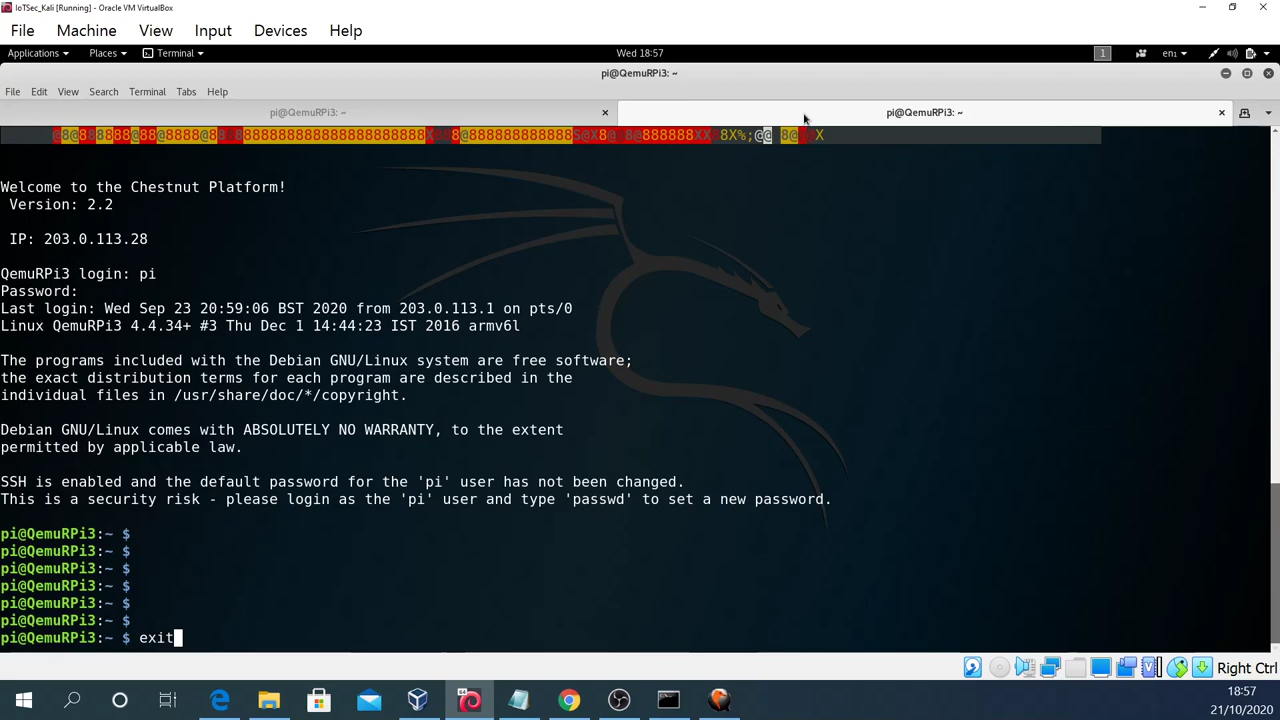 IoTSec_Kali [Running] - Oracle VM VirtualBox
File Machine View Input Devices Help
Applications Places Terminal Wed 18:57 1 en1
pi@QemuRPi3: ~
File Edit View Search Terminal Tabs Help
pi@QemuRPi3: ~ pi@QemuRPi3: ~
Welcome to the Chestnut Platform!
Version: 2.2
IP: 203.0.113.28
QemuRPi3 login: pi
Password:
Last login: Wed Sep 23 20:59:06 BST 2020 from 203.0.113.1 on pts/0
Linux QemuRPi3 4.4.34+ #3 Thu Dec 1 14:44:23 IST 2016 armv6l
The programs included with the Debian GNU/Linux system are free software;
the exact distribution terms for each program are described in the
individual files in /usr/share/doc/*/copyright.
Debian GNU/Linux comes with ABSOLUTELY NO WARRANTY, to the extent
permitted by applicable law.
SSH is enabled and the default password for the 'pi' user has not been changed.
This is a security risk - please login as the 'pi' user and type 'passwd' to set a new password.
pi@QemuRPi3:~ $
pi@QemuRPi3:~ $
pi@QemuRPi3:~ $
pi@QemuRPi3:~ $
pi@QemuRPi3:~ $
pi@QemuRPi3:~ $
pi@QemuRPi3:~ $ exit
Right Ctrl
18:57
21/10/2020